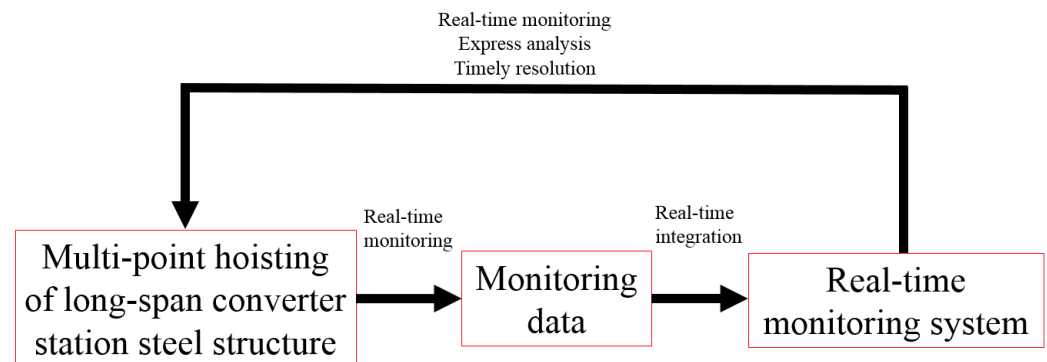 Real-time monitoring
Express analysis
Timely resolution
Real-time
monitoring
Real-time
integration
Multi-point hoisting
of long-span converter
station steel structure
Monitoring
data
Real-time
monitoring system